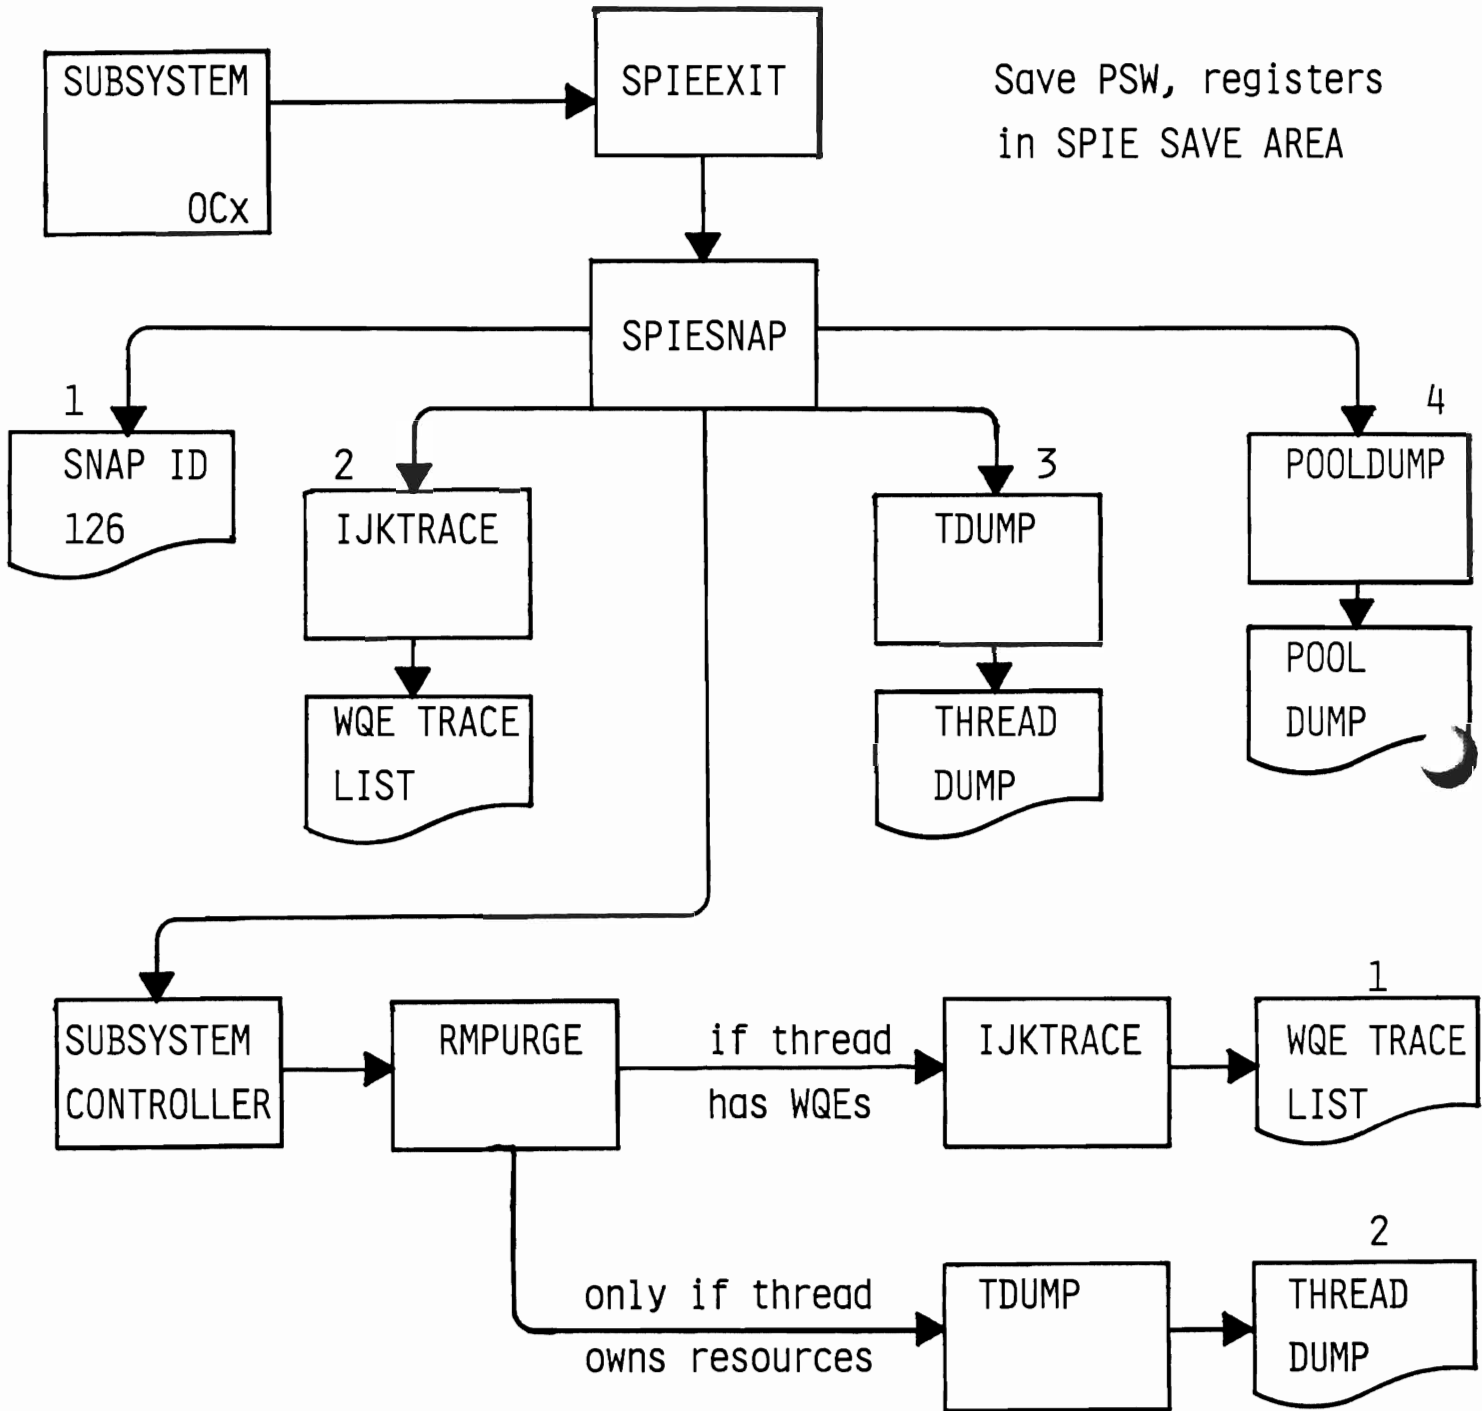 SUBSYSTEM
OCx
SPIEEXIT
Save PSW, registers
in SPIE SAVE AREA
SPIESNAP
1
SNAP ID
126
2
IJKTRACE
WQE TRACE
LIST
3
TDUMP
THREAD
DUMP
4
POOLDUMP
POOL
DUMP
SUBSYSTEM
CONTROLLER
RMPURGE
if thread
has WQEs
IJKTRACE
1
WQE TRACE
LIST
only if thread
owns resources
TDUMP
2
THREAD
DUMP